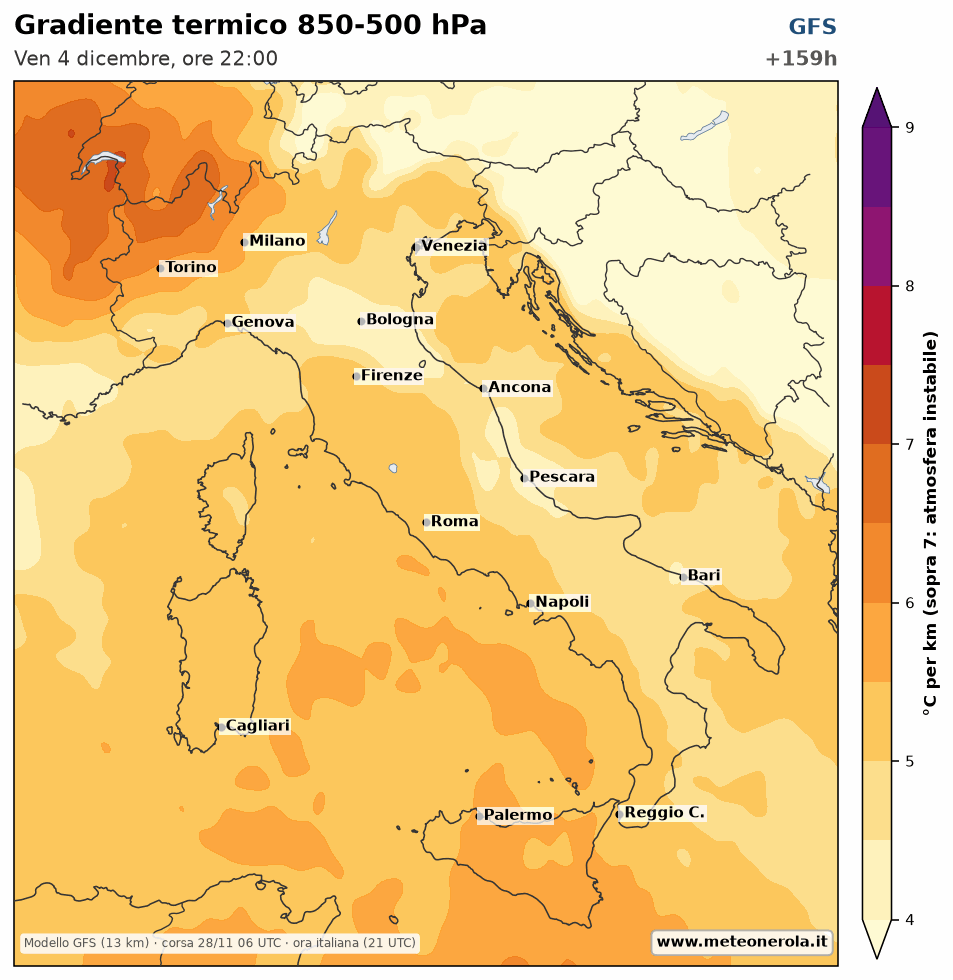 Gradiente termico 850-500 hPa
GFS
Ven 4 dicembre, ore 22:00
+159h
Milano
Venezia
Torino
Genova
Bologna
Firenze
Ancona
Pescara
Roma
Bari
Napoli
Cagliari
Palermo
Reggio C.
9
8
7
6
5
4
°C per km (sopra 7: atmosfera instabile)
Modello GFS (13 km) · corsa 28/11 06 UTC · ora italiana (21 UTC)
www.meteonerola.it